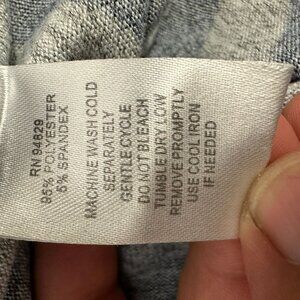 RN 94829
95% POLYESTER
5% SPANDEX
MACHINE WASH COLD
SEPARATELY
GENTLE CYCLE
DO NOT BLEACH
TUMBLE DRY LOW
REMOVE PROMPTLY
USE COOL IRON
IF NEEDED